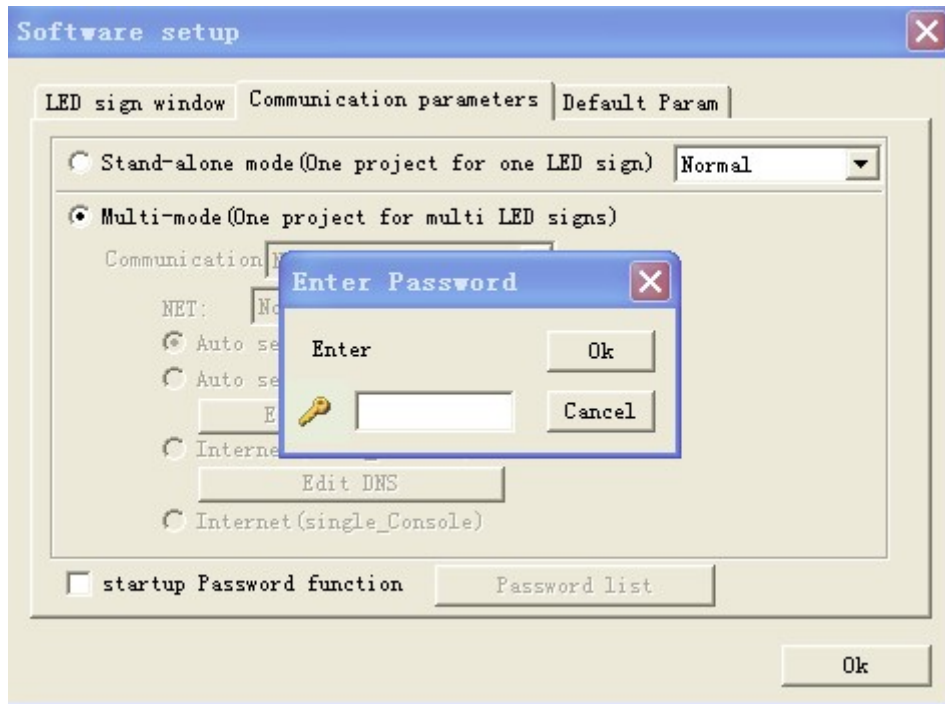 Software setup
LED sign window Communication parameters Default Param
Stand-alone mode(One project for one LED sign) Normal
Multi-mode(One project for multi LED signs)
Communication
Enter Password
NET:
Auto
Enter Ok
Auto
Cancel
Edit DNS
Internet(single_Console)
startup Password function Password list
Ok